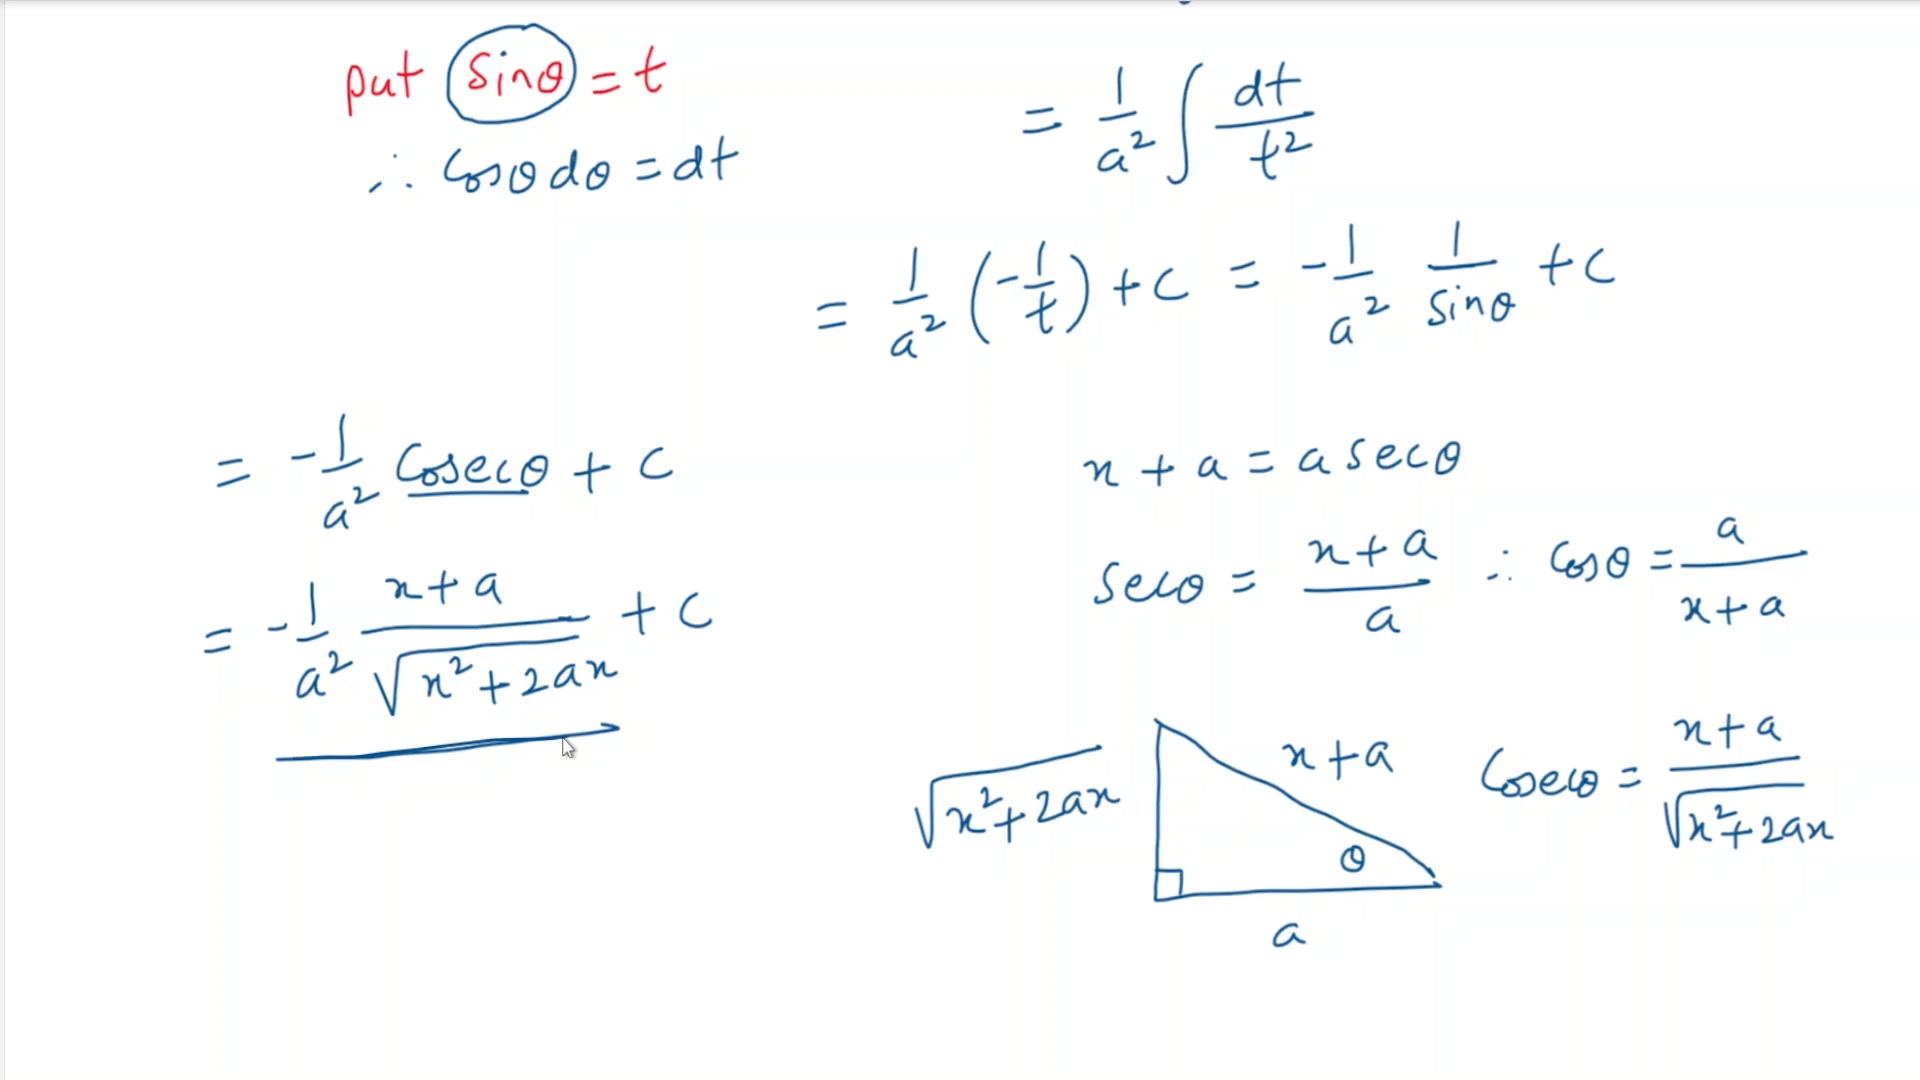 put sinθ = t
∴ cosθ dθ = dt
= 1/a² ∫ dt/t²
= 1/a² (-1/t) + c = -1/a² 1/sinθ + c
= -1/a² cosecθ + c
= -1/a² (x+a)/√(x²+2ax) + c
x + a = a secθ
secθ = (x+a)/a ∴ cosθ = a/(x+a)
√(x²+2ax)
x+a
θ
a
cosecθ = (x+a)/√(x²+2ax)